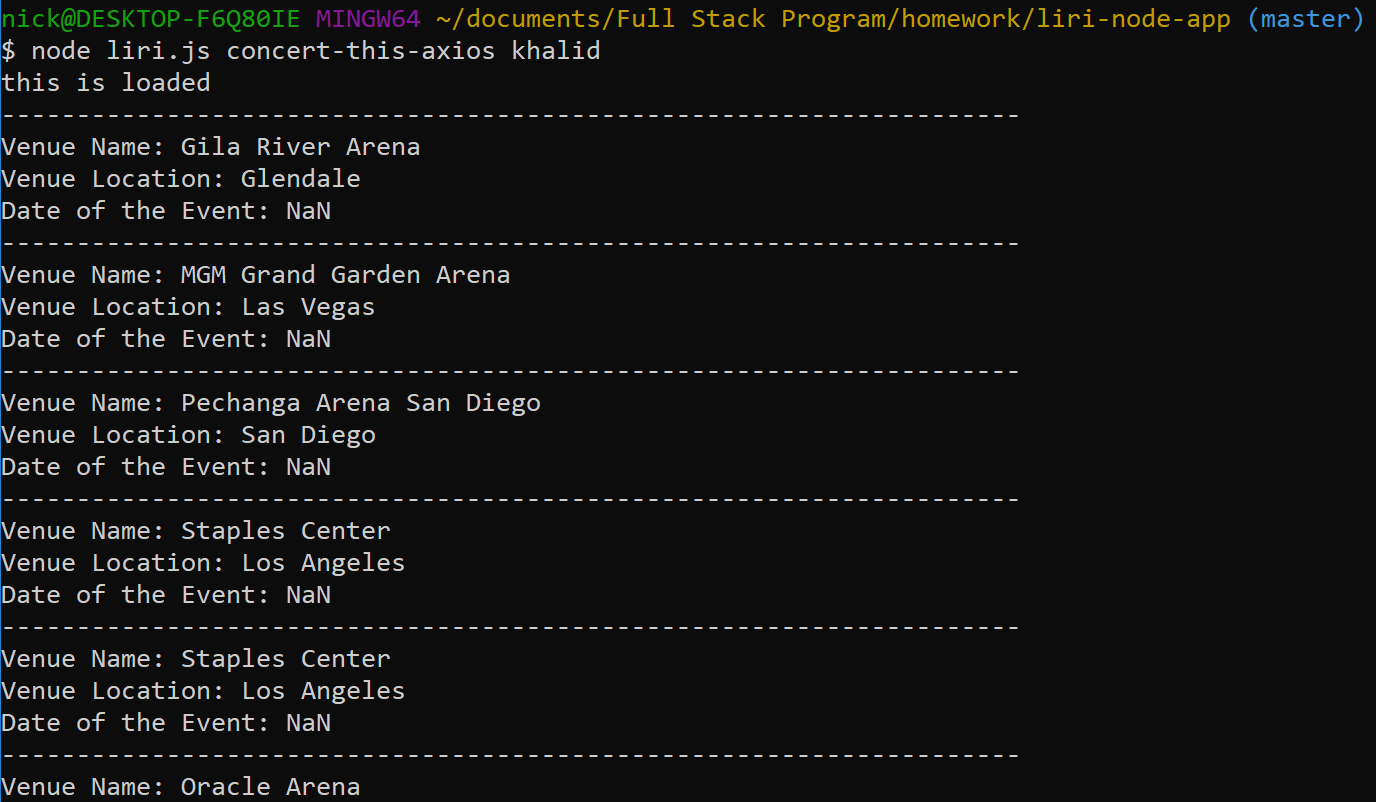 nick@DESKTOP-F6Q80IE MINGW64 ~/documents/Full Stack Program/homework/liri-node-app (master)
$ node liri.js concert-this-axios khalid
this is loaded
--------------------------------------------------------------------
Venue Name: Gila River Arena
Venue Location: Glendale
Date of the Event: NaN
--------------------------------------------------------------------
Venue Name: MGM Grand Garden Arena
Venue Location: Las Vegas
Date of the Event: NaN
--------------------------------------------------------------------
Venue Name: Pechanga Arena San Diego
Venue Location: San Diego
Date of the Event: NaN
--------------------------------------------------------------------
Venue Name: Staples Center
Venue Location: Los Angeles
Date of the Event: NaN
--------------------------------------------------------------------
Venue Name: Staples Center
Venue Location: Los Angeles
Date of the Event: NaN
--------------------------------------------------------------------
Venue Name: Oracle Arena